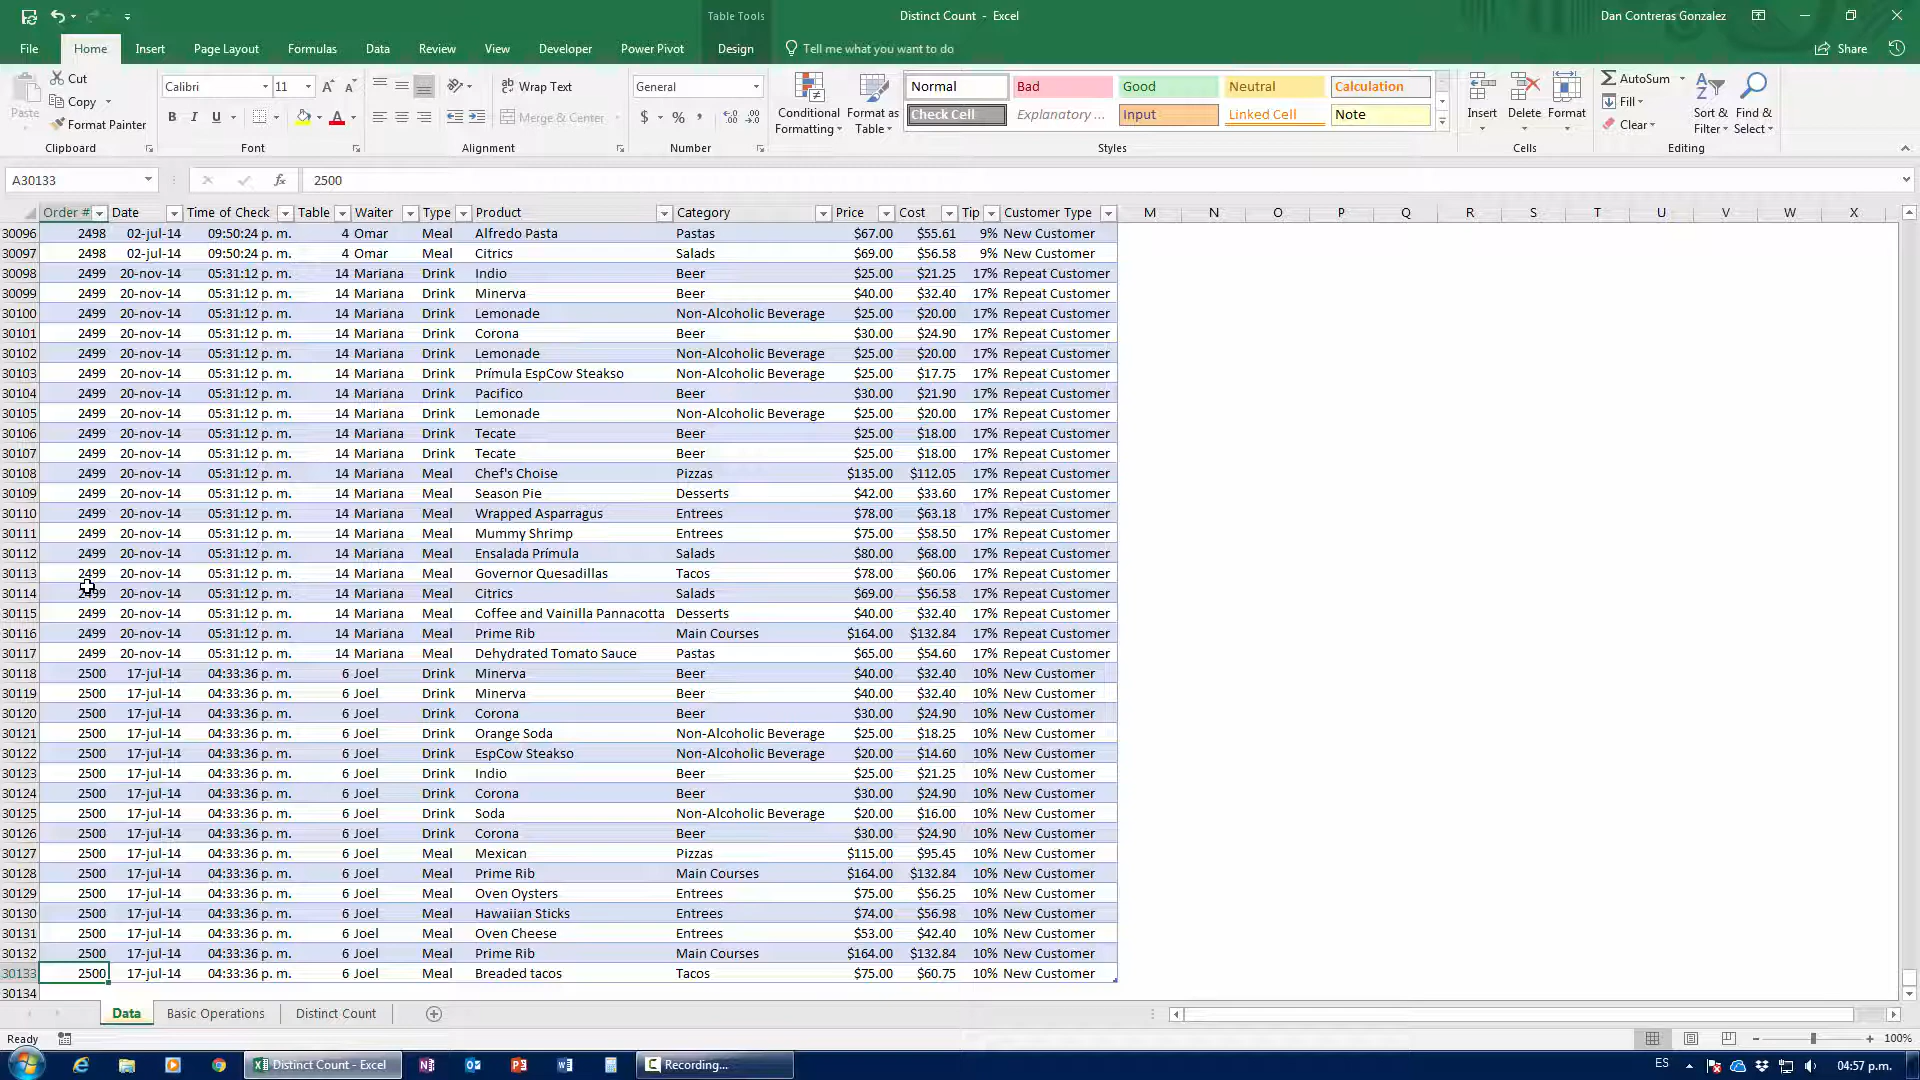 Table Tools
Distinct Count - Excel
Dan Contreras Gonzalez
File Home Insert Page Layout Formulas Data Review View Developer Power Pivot Design Tell me what you want to do Share
Paste
Cut
Copy
Format Painter
Clipboard
Calibri 11
B I U
Font
Wrap Text
Merge & Center
Alignment
General
$ % ,
Number
Conditional Formatting
Format as Table
Normal Bad Good Neutral Calculation
Check Cell Explanatory ... Input Linked Cell Note
Styles
Insert Delete Format
Cells
AutoSum
Fill
Clear
Sort & Filter
Find & Select
Editing
A30133 fx 2500
Order # Date Time of Check Table Waiter Type Product Category Price Cost Tip Customer Type M N O P Q R S T U V W X
30096 2498 02-jul-14 09:50:24 p. m. 4 Omar Meal Alfredo Pasta Pastas $67.00 $55.61 9% New Customer
30097 2498 02-jul-14 09:50:24 p. m. 4 Omar Meal Citrics Salads $69.00 $56.58 9% New Customer
30098 2499 20-nov-14 05:31:12 p. m. 14 Mariana Drink Indio Beer $25.00 $21.25 17% Repeat Customer
30099 2499 20-nov-14 05:31:12 p. m. 14 Mariana Drink Minerva Beer $40.00 $32.40 17% Repeat Customer
30100 2499 20-nov-14 05:31:12 p. m. 14 Mariana Drink Lemonade Non-Alcoholic Beverage $25.00 $20.00 17% Repeat Customer
30101 2499 20-nov-14 05:31:12 p. m. 14 Mariana Drink Corona Beer $30.00 $24.90 17% Repeat Customer
30102 2499 20-nov-14 05:31:12 p. m. 14 Mariana Drink Lemonade Non-Alcoholic Beverage $25.00 $20.00 17% Repeat Customer
30103 2499 20-nov-14 05:31:12 p. m. 14 Mariana Drink Prímula EspCow Steakso Non-Alcoholic Beverage $25.00 $17.75 17% Repeat Customer
30104 2499 20-nov-14 05:31:12 p. m. 14 Mariana Drink Pacifico Beer $30.00 $21.90 17% Repeat Customer
30105 2499 20-nov-14 05:31:12 p. m. 14 Mariana Drink Lemonade Non-Alcoholic Beverage $25.00 $20.00 17% Repeat Customer
30106 2499 20-nov-14 05:31:12 p. m. 14 Mariana Drink Tecate Beer $25.00 $18.00 17% Repeat Customer
30107 2499 20-nov-14 05:31:12 p. m. 14 Mariana Drink Tecate Beer $25.00 $18.00 17% Repeat Customer
30108 2499 20-nov-14 05:31:12 p. m. 14 Mariana Meal Chef's Choise Pizzas $135.00 $112.05 17% Repeat Customer
30109 2499 20-nov-14 05:31:12 p. m. 14 Mariana Meal Season Pie Desserts $42.00 $33.60 17% Repeat Customer
30110 2499 20-nov-14 05:31:12 p. m. 14 Mariana Meal Wrapped Asparragus Entrees $78.00 $63.18 17% Repeat Customer
30111 2499 20-nov-14 05:31:12 p. m. 14 Mariana Meal Mummy Shrimp Entrees $75.00 $58.50 17% Repeat Customer
30112 2499 20-nov-14 05:31:12 p. m. 14 Mariana Meal Ensalada Prímula Salads $80.00 $68.00 17% Repeat Customer
30113 2499 20-nov-14 05:31:12 p. m. 14 Mariana Meal Governor Quesadillas Tacos $78.00 $60.06 17% Repeat Customer
30114 2499 20-nov-14 05:31:12 p. m. 14 Mariana Meal Citrics Salads $69.00 $56.58 17% Repeat Customer
30115 2499 20-nov-14 05:31:12 p. m. 14 Mariana Meal Coffee and Vainilla Pannacotta Desserts $40.00 $32.40 17% Repeat Customer
30116 2499 20-nov-14 05:31:12 p. m. 14 Mariana Meal Prime Rib Main Courses $164.00 $132.84 17% Repeat Customer
30117 2499 20-nov-14 05:31:12 p. m. 14 Mariana Meal Dehydrated Tomato Sauce Pastas $65.00 $54.60 17% Repeat Customer
30118 2500 17-jul-14 04:33:36 p. m. 6 Joel Drink Minerva Beer $40.00 $32.40 10% New Customer
30119 2500 17-jul-14 04:33:36 p. m. 6 Joel Drink Minerva Beer $40.00 $32.40 10% New Customer
30120 2500 17-jul-14 04:33:36 p. m. 6 Joel Drink Corona Beer $30.00 $24.90 10% New Customer
30121 2500 17-jul-14 04:33:36 p. m. 6 Joel Drink Orange Soda Non-Alcoholic Beverage $25.00 $18.25 10% New Customer
30122 2500 17-jul-14 04:33:36 p. m. 6 Joel Drink EspCow Steakso Non-Alcoholic Beverage $20.00 $14.60 10% New Customer
30123 2500 17-jul-14 04:33:36 p. m. 6 Joel Drink Indio Beer $25.00 $21.25 10% New Customer
30124 2500 17-jul-14 04:33:36 p. m. 6 Joel Drink Corona Beer $30.00 $24.90 10% New Customer
30125 2500 17-jul-14 04:33:36 p. m. 6 Joel Drink Soda Non-Alcoholic Beverage $20.00 $16.00 10% New Customer
30126 2500 17-jul-14 04:33:36 p. m. 6 Joel Drink Corona Beer $30.00 $24.90 10% New Customer
30127 2500 17-jul-14 04:33:36 p. m. 6 Joel Meal Mexican Pizzas $115.00 $95.45 10% New Customer
30128 2500 17-jul-14 04:33:36 p. m. 6 Joel Meal Prime Rib Main Courses $164.00 $132.84 10% New Customer
30129 2500 17-jul-14 04:33:36 p. m. 6 Joel Meal Oven Oysters Entrees $75.00 $56.25 10% New Customer
30130 2500 17-jul-14 04:33:36 p. m. 6 Joel Meal Hawaiian Sticks Entrees $74.00 $56.98 10% New Customer
30131 2500 17-jul-14 04:33:36 p. m. 6 Joel Meal Oven Cheese Entrees $53.00 $42.40 10% New Customer
30132 2500 17-jul-14 04:33:36 p. m. 6 Joel Meal Prime Rib Main Courses $164.00 $132.84 10% New Customer
30133 2500 17-jul-14 04:33:36 p. m. 6 Joel Meal Breaded tacos Tacos $75.00 $60.75 10% New Customer
30134
Data Basic Operations Distinct Count
Ready 100%
Distinct Count - Excel Recording... ES 04:57 p.m.